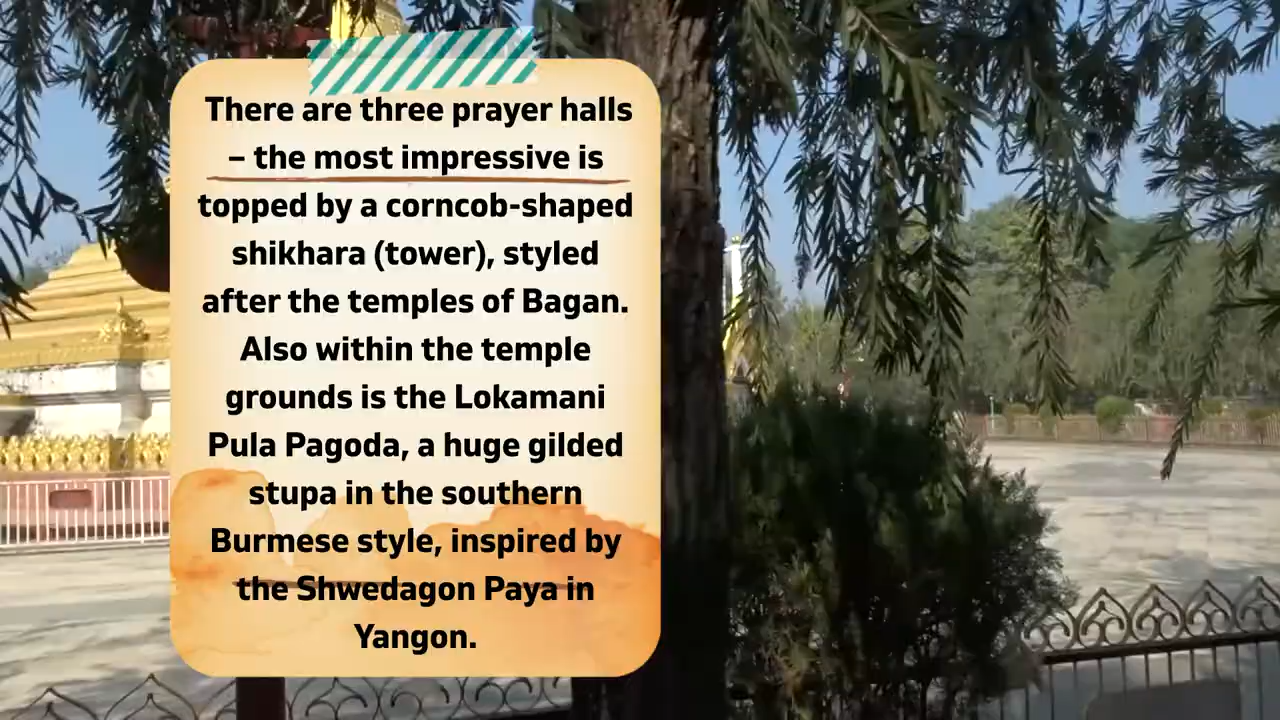 There are three prayer halls
– the most impressive is
topped by a corncob-shaped
shikhara (tower), styled
after the temples of Bagan.
Also within the temple
grounds is the Lokamani
Pula Pagoda, a huge gilded
stupa in the southern
Burmese style, inspired by
the Shwedagon Paya in
Yangon.